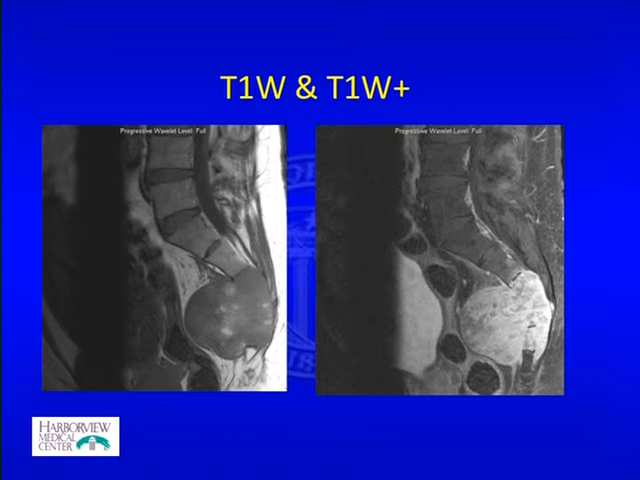 T1W & T1W+
Progressive Wavelet Level: Full
Progressive Wavelet Level: Full
HARBORVIEW
MEDICAL
CENTER